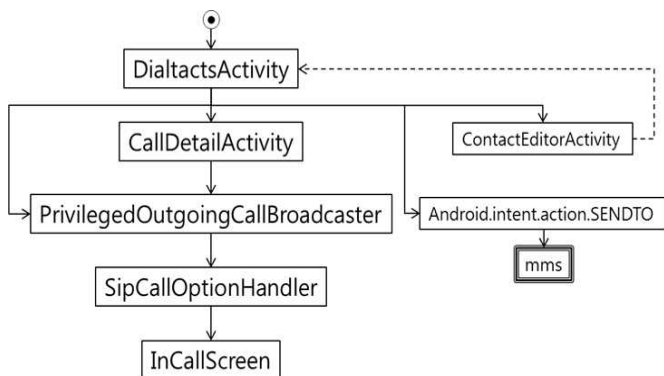 DialtactsActivity
CallDetailActivity
ContactEditorActivity
PrivilegedOutgoingCallBroadcaster
Android.intent.action.SENDTO
mms
SipCallOptionHandler
InCallScreen